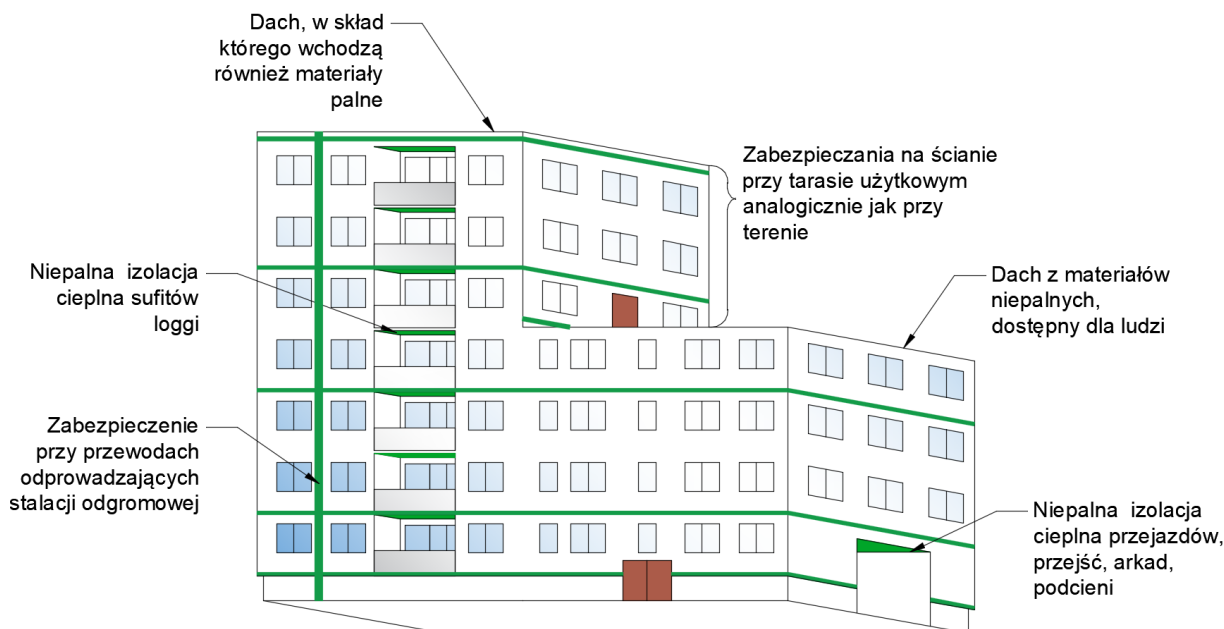 Dach, w skład
którego wchodzą
również materiały
palne
Zabezpieczania na ścianie
przy tarasie użytkowym
analogicznie jak przy
terenie
Niepalna izolacja
cieplna sufitów
loggi
Dach z materiałów
niepalnych,
dostępny dla ludzi
Zabezpieczenie
przy przewodach
odprowadzających
stalacji odgromowej
Niepalna izolacja
cieplna przejazdów,
przejść, arkad,
podcieni